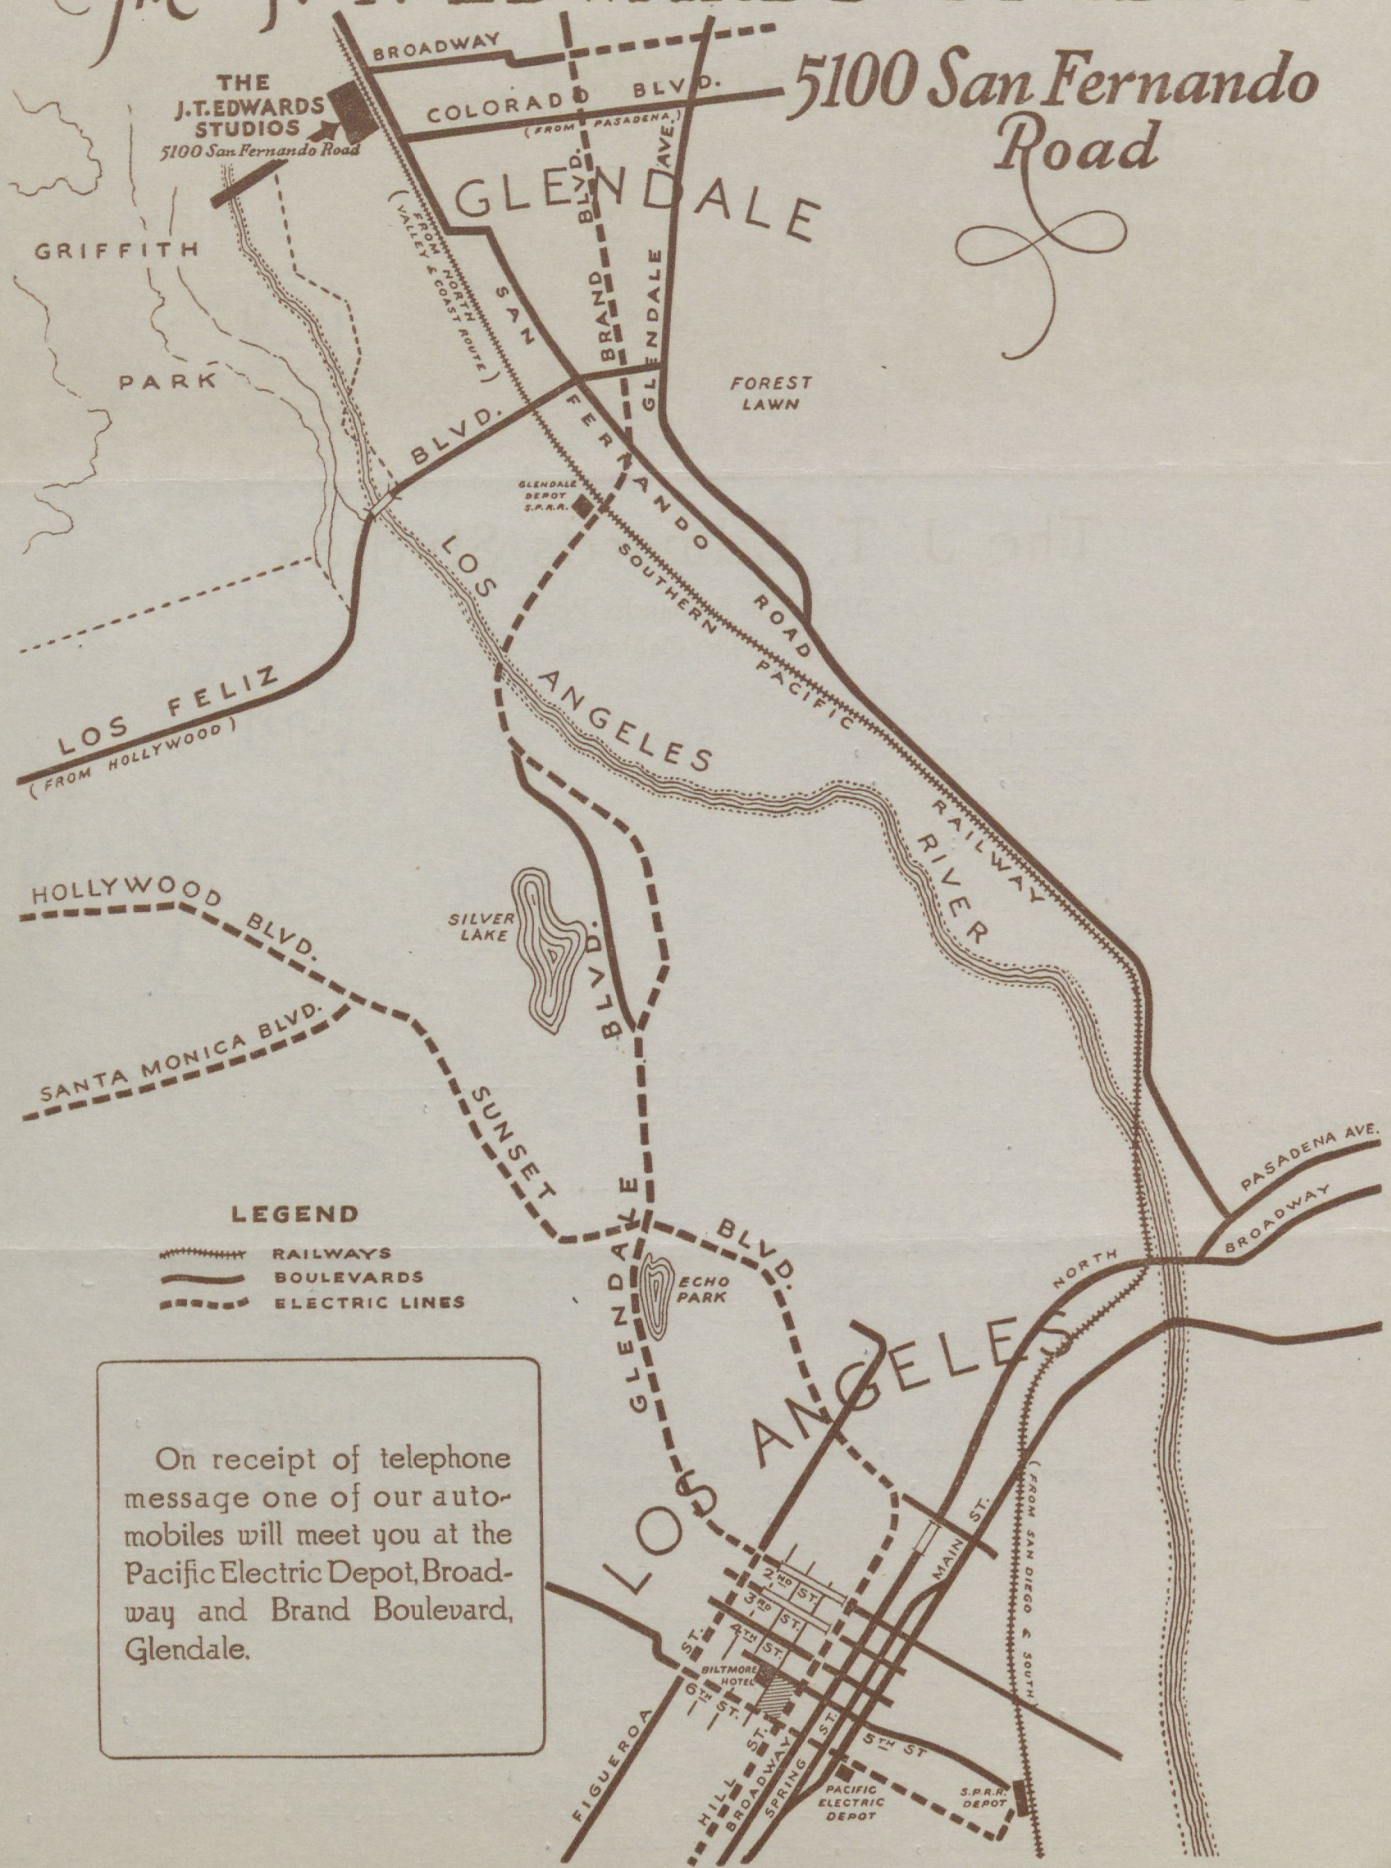 The J. T. EDWARDS STUDIOS
5100 San Fernando
Road
BROADWAY
THE
J.T. EDWARDS
STUDIOS
5100 San Fernando Road
COLORADO BLVD.
(FROM PASADENA)
GLENDALE
BRAND BLVD.
GLENDALE AVE.
GRIFFITH
PARK
(FROM NORTH
VALLEY & COAST ROUTE)
SAN FERNANDO ROAD
FOREST
LAWN
GLENDALE
DEPOT
S.P.R.R.
LOS FELIZ BLVD.
(FROM HOLLYWOOD)
SOUTHERN PACIFIC RAILWAY
LOS ANGELES RIVER
HOLLYWOOD BLVD.
SANTA MONICA BLVD.
SILVER
LAKE
GLENDALE BLVD.
SUNSET BLVD.
ECHO
PARK
PASADENA AVE.
NORTH BROADWAY
LEGEND
RAILWAYS
BOULEVARDS
ELECTRIC LINES
LOS ANGELES
On receipt of telephone
message one of our auto-
mobiles will meet you at the
Pacific Electric Depot, Broad-
way and Brand Boulevard,
Glendale.
MAIN ST.
(FROM SAN DIEGO & SOUTH)
2ND ST.
3RD ST.
4TH ST.
BILTMORE
HOTEL
6TH ST.
5TH ST
FIGUEROA ST.
HILL ST.
BROADWAY
SPRING ST.
PACIFIC
ELECTRIC
DEPOT
S.P.R.R.
DEPOT